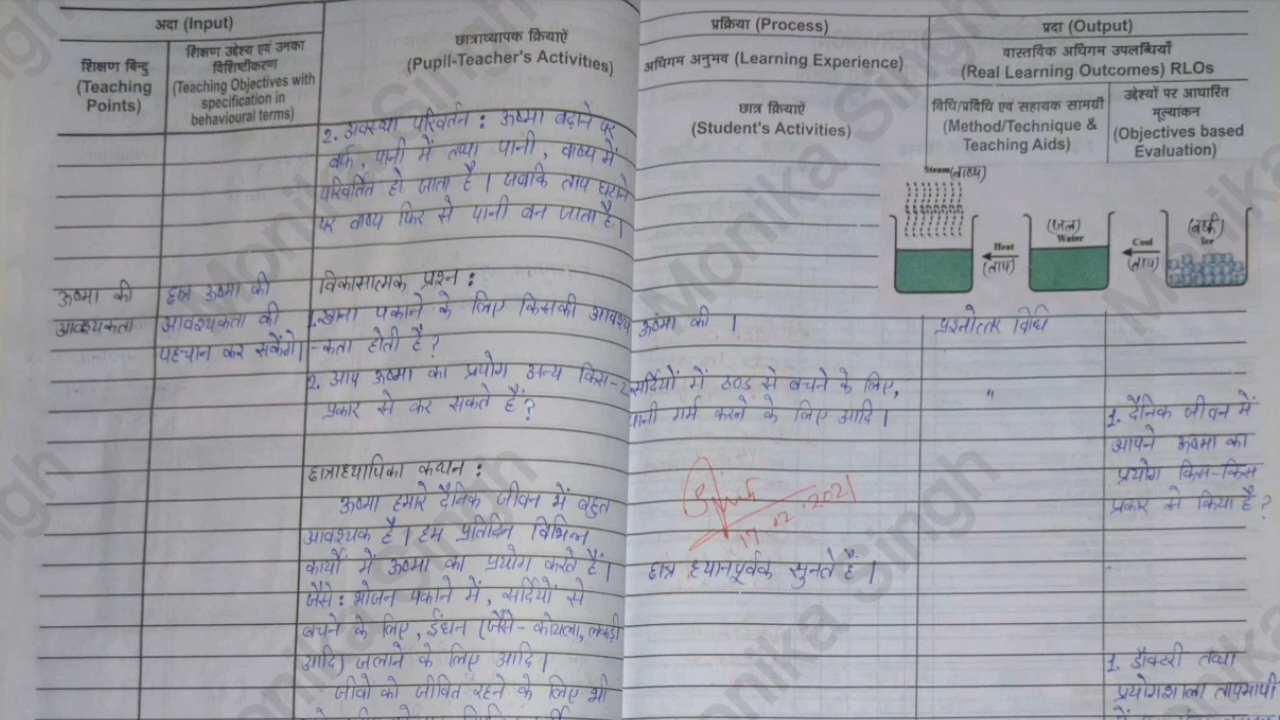 अदा (Input)
शिक्षण बिन्दु
(Teaching
Points)
शिक्षण उद्देश्य एवं उनका
विशिष्टीकरण
(Teaching Objectives with
specification in
behavioural terms)
छात्राध्यापक क्रियाऐं
(Pupil-Teacher's Activities)
2. अवस्था परिवर्तन : ऊष्मा बढ़ाने पर
बर्फ, पानी में तथा पानी, वाष्प में
परिवर्तित हो जाता है। जबकि ताप घटाने
पर वाष्प फिर से पानी बन जाता है।
ऊष्मा की
आवश्यकता
छात्र ऊष्मा की
आवश्यकता की
पहचान कर सकेंगे।
विकासात्मक प्रश्न :
1. खाना पकाने के लिए किसकी आवश्य
-कता होती है?
2. आप ऊष्मा का प्रयोग अन्य किस-
प्रकार से कर सकते हैं?
छात्राध्यापिका कथन :
ऊष्मा हमारे दैनिक जीवन में बहुत
आवश्यक है। हम प्रतिदिन विभिन्न
कार्यों में ऊष्मा का प्रयोग करते हैं।
जैसे : भोजन पकाने में, सर्दियों से
बचने के लिए, ईंधन (जैसे- कोयला, लकड़ी
आदि) जलाने के लिए आदि।
जीवों को जीवित रहने के लिए भी
प्रक्रिया (Process)
अधिगम अनुभव (Learning Experience)
छात्र क्रियाऐं
(Student's Activities)
प्रदा (Output)
वास्तविक अधिगम उपलब्धियाँ
(Real Learning Outcomes) RLOs
विधि/प्रविधि एवं सहायक सामग्री
(Method/Technique &
Teaching Aids)
उद्देश्यों पर आधारित
मूल्यांकन
(Objectives based
Evaluation)
Steam (वाष्प)
(जल)
Water
(बर्फ)
Ice
Heat
(ताप)
Cool
(ताप)
ऊष्मा की।
प्रश्नोत्तर विधि
2. सर्दियों में ठण्ड से बचने के लिए,
पानी गर्म करने के लिए आदि।
"
1. दैनिक जीवन में
आपने ऊष्मा का
प्रयोग किस-किस
प्रकार से किया है?
17.02.2021
छात्र ध्यानपूर्वक सुनते हैं।
1. डॉक्टरी तथा
प्रयोगशाला तापमापी
Monika Singh